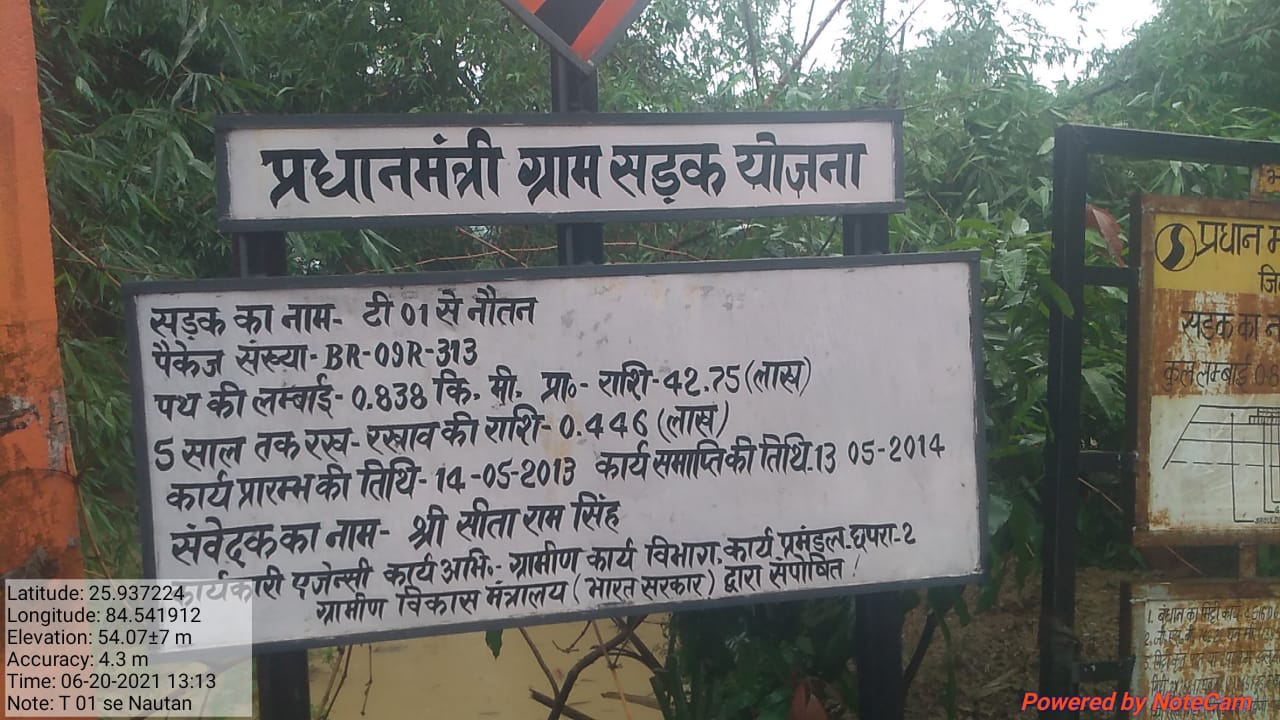 प्रधानमंत्री ग्राम सड़क योजना
सड़क का नाम- टी 01 से नौतन
पैकेज संख्या- BR-09R-313
पथ की लम्बाई- 0.838 कि. मी. प्रा०- राशि-42.75(लाख)
5 साल तक रख-रखाव की राशि- 0.446 (लाख)
कार्य प्रारम्भ की तिथि- 14-05-2013 कार्य समाप्ति की तिथि-13 05-2014
संवेदक का नाम- श्री सीता राम सिंह
कार्यकारी एजेन्सी कार्य अभि.- ग्रामीण कार्य विभाग, कार्य प्रमंडल-छपरा-2
ग्रामीण विकास मंत्रालय (भारत सरकार) द्वारा संपोषित
प्रधान
सड़क का
कुल लम्बाई
Latitude: 25.937224
Longitude: 84.541912
Elevation: 54.07±7 m
Accuracy: 4.3 m
Time: 06-20-2021 13:13
Note: T 01 se Nautan
Powered by NoteCam